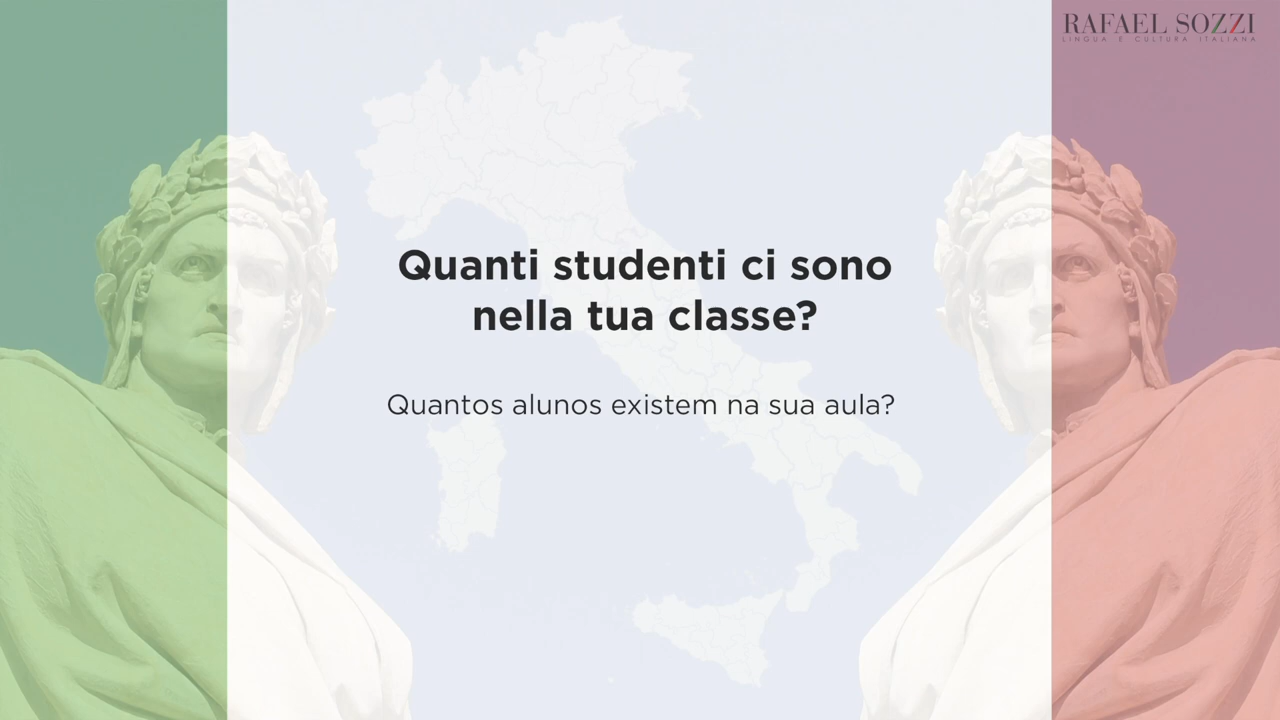 RAFAEL SOZZI
LINGUA E CULTURA ITALIANA
Quanti studenti ci sono
nella tua classe?
Quantos alunos existem na sua aula?